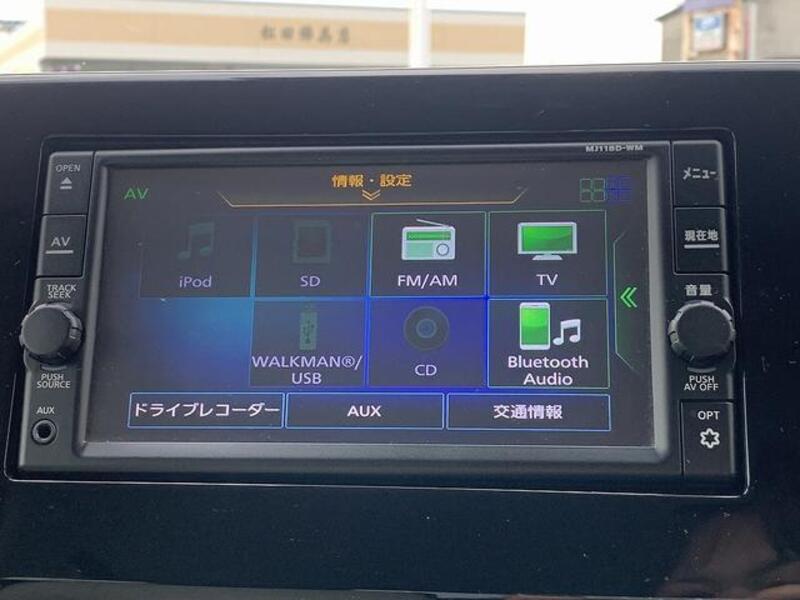 MJ118D-WM
OPEN
AV
情報・設定
メニュー
AV
現在地
iPod
SD
FM/AM
TV
TRACK
SEEK
音量
WALKMAN®/
USB
CD
Bluetooth
Audio
PUSH
SOURCE
PUSH
AV OFF
AUX
ドライブレコーダー
AUX
交通情報
OPT